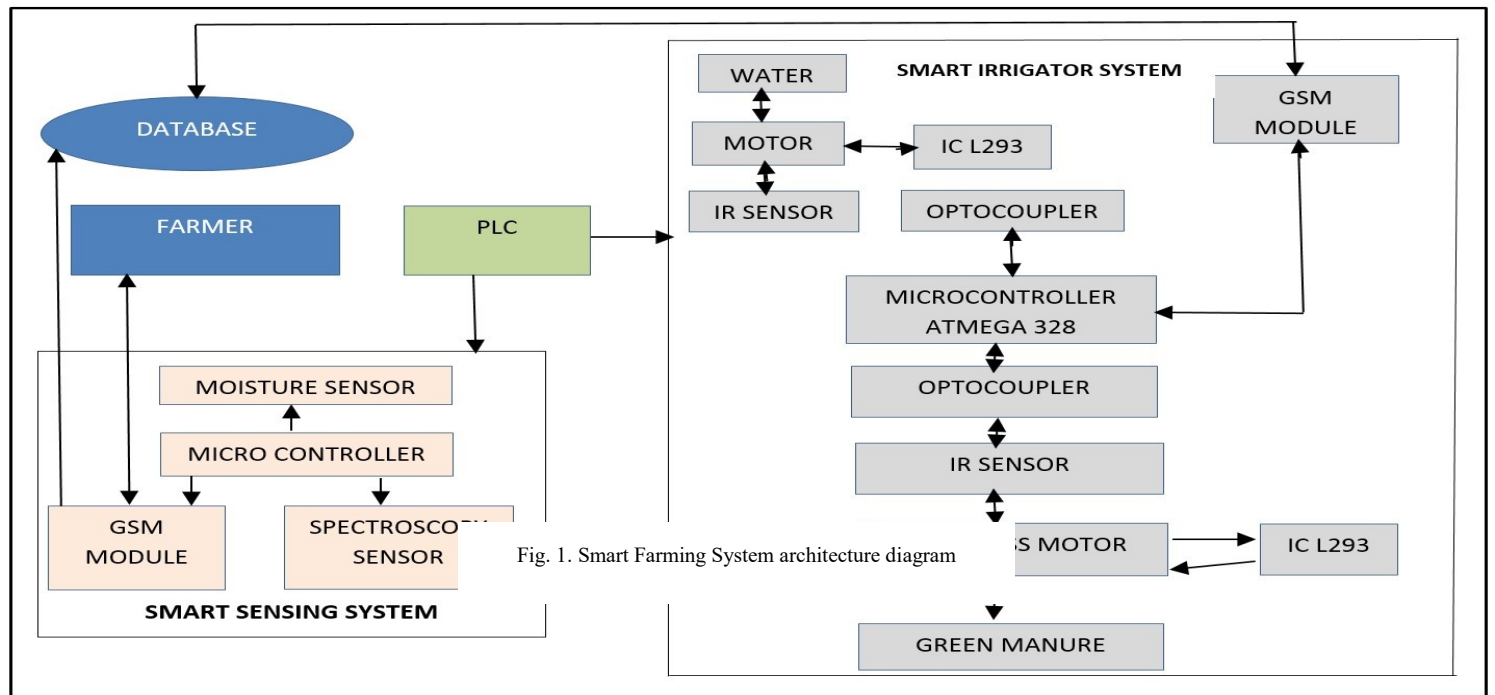 DATABASE
FARMER
PLC
MOISTURE SENSOR
MICRO CONTROLLER
GSM
MODULE
SPECTROSCOPY
SENSOR
SMART SENSING SYSTEM
SMART IRRIGATOR SYSTEM
WATER
MOTOR
IC L293
IR SENSOR
GSM
MODULE
OPTOCOUPLER
MICROCONTROLLER
ATMEGA 328
OPTOCOUPLER
IR SENSOR
MOTOR
IC L293
GREEN MANURE
Fig. 1. Smart Farming System architecture diagram